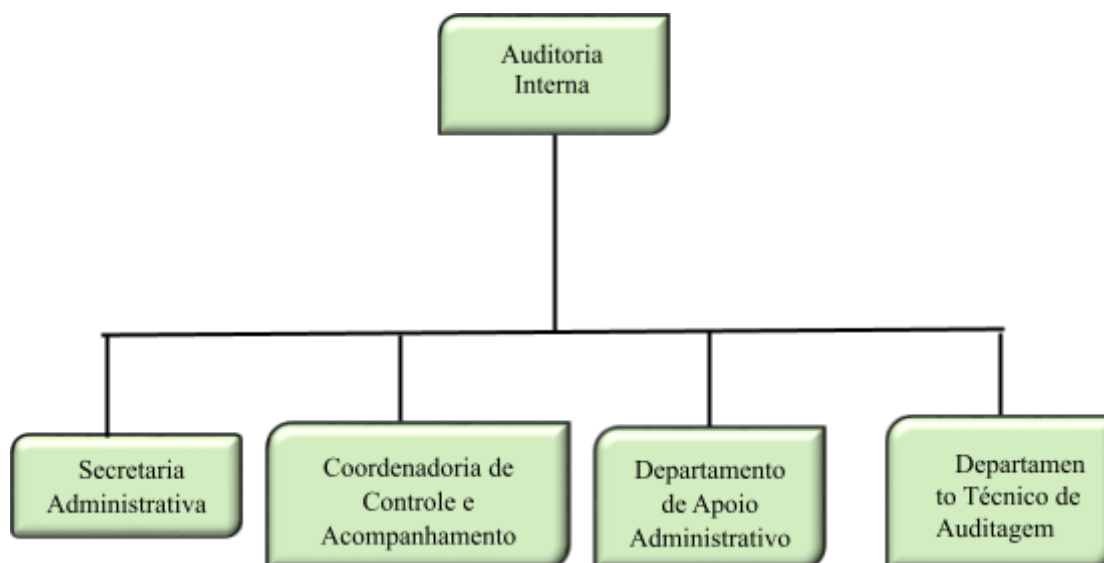 Auditoria
Interna
Secretaria
Administrativa
Coordenadoria de
Controle e
Acompanhamento
Departamento
de Apoio
Administrativo
Departamen
to Técnico de
Auditagem